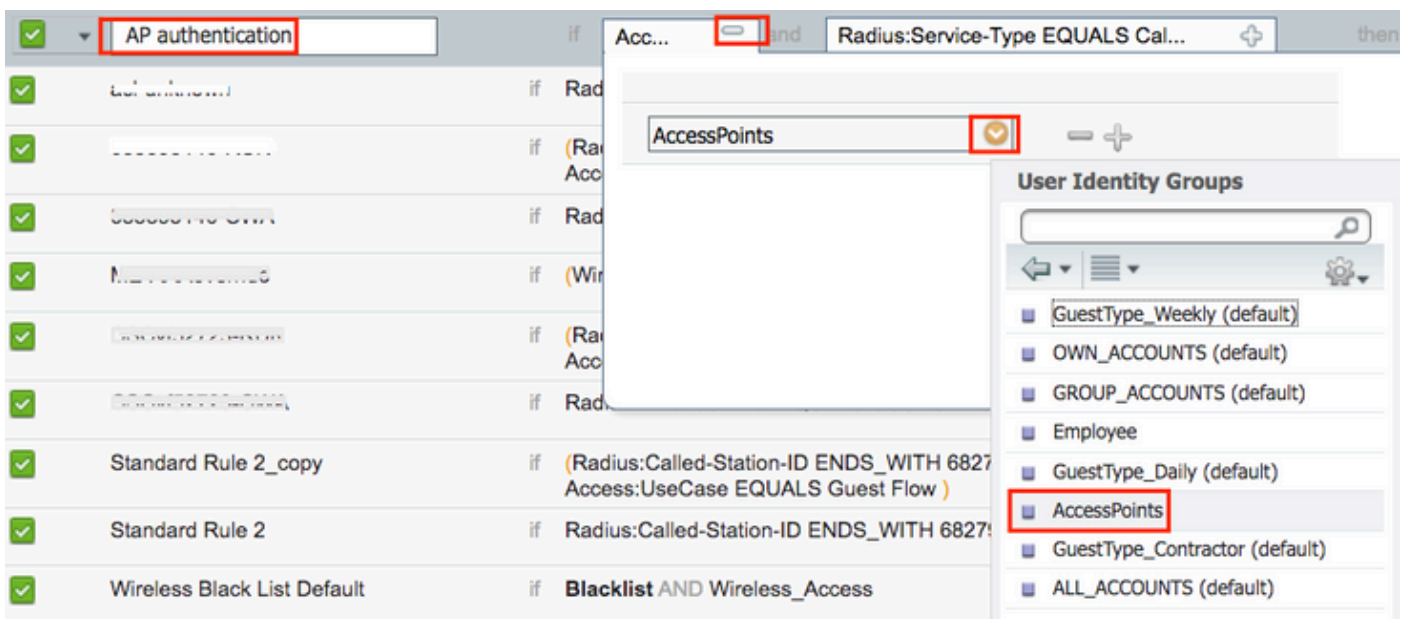 AP authentication if Acc... and Radius:Service-Type EQUALS Cal... then
if Rad
AccessPoints
if (Rad
Acc
User Identity Groups
if Rad
if (Wir
GuestType_Weekly (default)
if (Rad
Acc
OWN_ACCOUNTS (default)
GROUP_ACCOUNTS (default)
if Rad
Employee
Standard Rule 2_copy if (Radius:Called-Station-ID ENDS_WITH 6827
Access:UseCase EQUALS Guest Flow )
GuestType_Daily (default)
AccessPoints
Standard Rule 2 if Radius:Called-Station-ID ENDS_WITH 68279
GuestType_Contractor (default)
Wireless Black List Default if Blacklist AND Wireless_Access
ALL_ACCOUNTS (default)